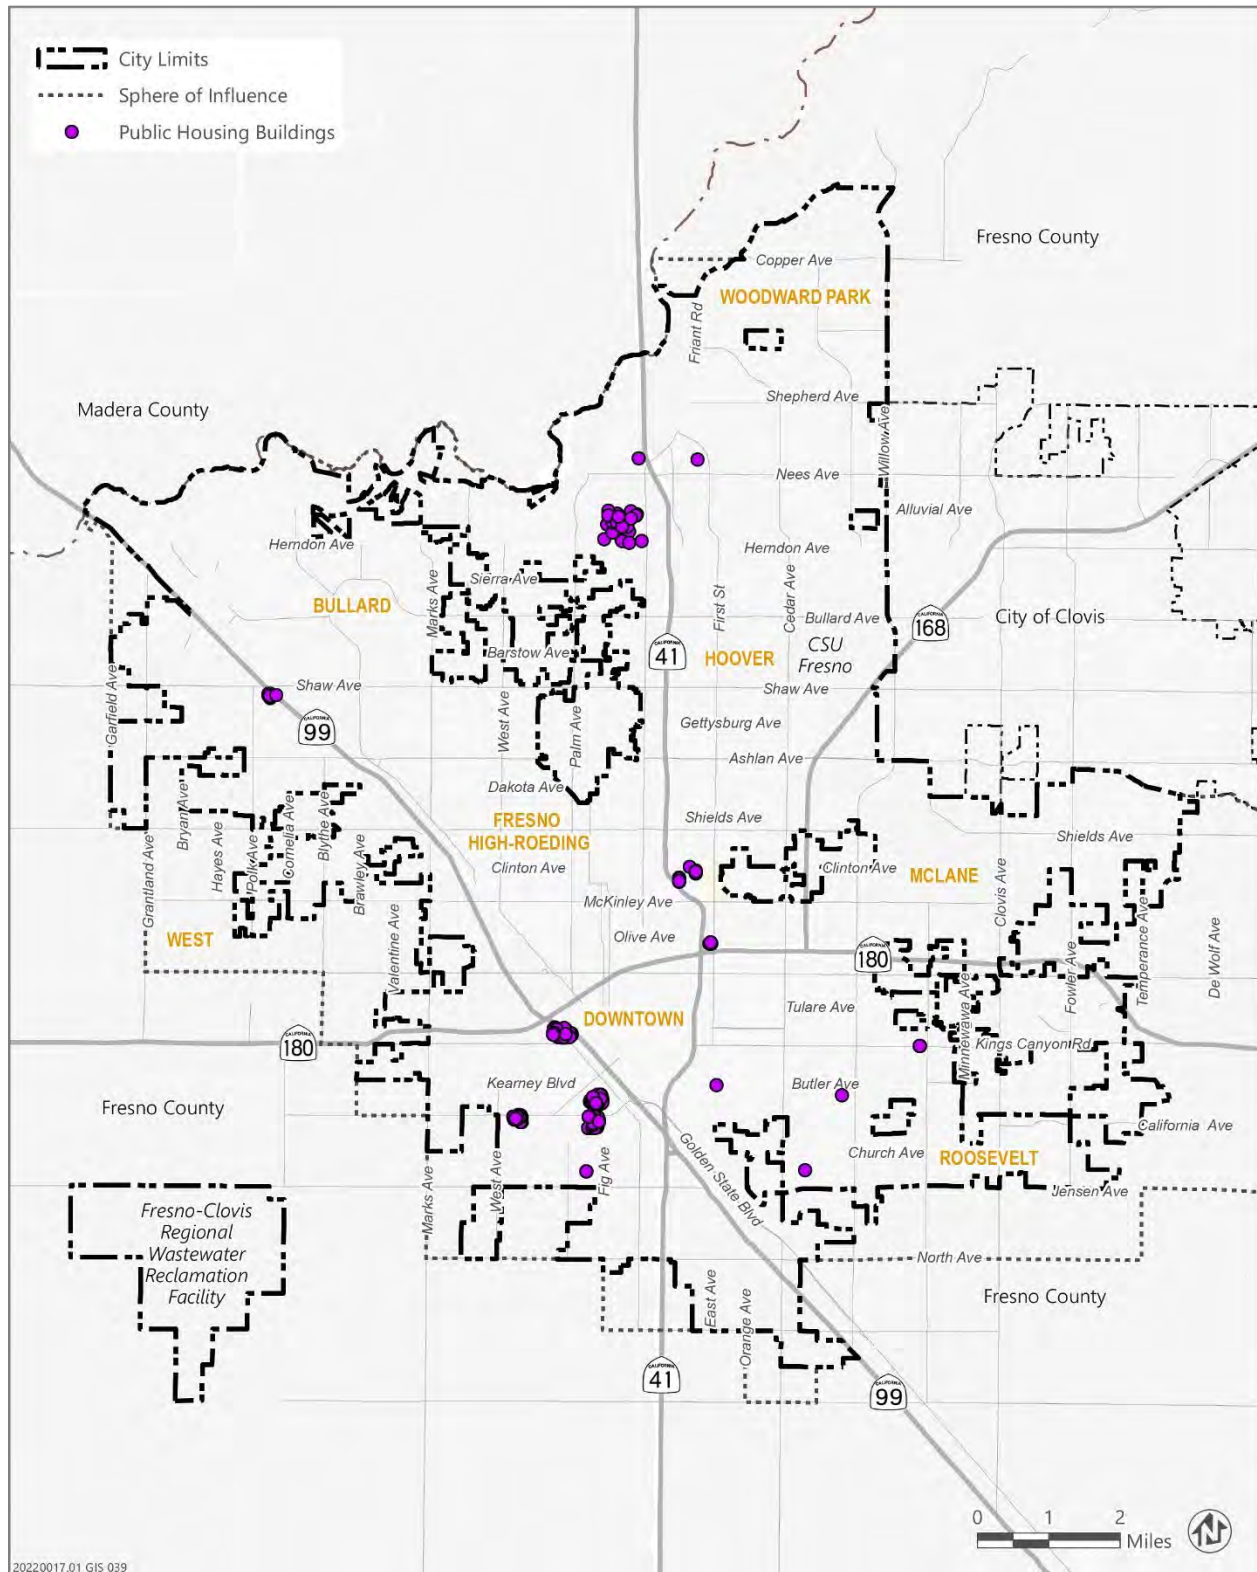 City Limits
Sphere of Influence
Public Housing Buildings
Fresno County
Copper Ave
WOODWARD PARK
Friant Rd
Shepherd Ave
Madera County
Willow Ave
Nees Ave
Alluvial Ave
Herndon Ave
Herndon Ave
Sierra Ave
BULLARD
Marks Ave
First St
Cedar Ave
Bullard Ave
CALIFORNIA
168
City of Clovis
CALIFORNIA
41
HOOVER
CSU
Fresno
Barstow Ave
Garfield Ave
Shaw Ave
Shaw Ave
CALIFORNIA
99
West Ave
Palm Ave
Gettysburg Ave
Ashlan Ave
Dakota Ave
Bryan Ave
Hayes Ave
Polk Ave
Cornelia Ave
Blythe Ave
Brawley Ave
Grantland Ave
FRESNO
HIGH-ROEDING
Shields Ave
Shields Ave
Clinton Ave
Clinton Ave
MCLANE
Clovis Ave
McKinley Ave
Olive Ave
WEST
Valentine Ave
CALIFORNIA
180
Fowler Ave
Temperance Ave
De Wolf Ave
Tulare Ave
DOWNTOWN
CALIFORNIA
180
Minnewawa Ave
Kings Canyon Rd
Kearney Blvd
Butler Ave
Fresno County
California Ave
Golden State Blvd
Church Ave
ROOSEVELT
Marks Ave
West Ave
Fig Ave
Jensen Ave
Fresno-Clovis
Regional
Wastewater
Reclamation
Facility
North Ave
East Ave
Orange Ave
Fresno County
CALIFORNIA
41
CALIFORNIA
99
0 1 2
Miles
N
20220017.01 GIS 039